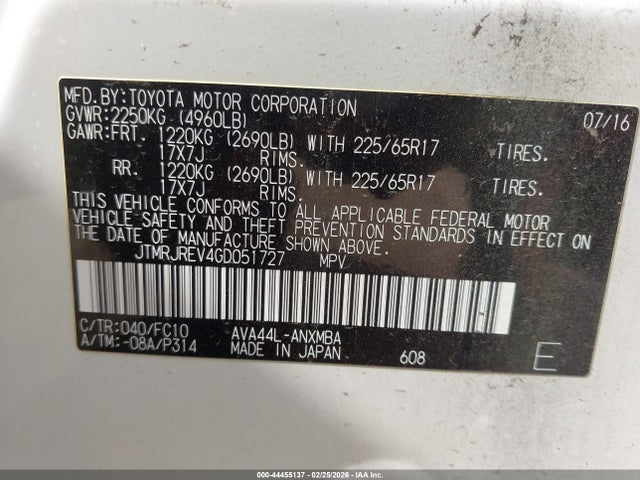 MFD.BY:TOYOTA MOTOR CORPORATION 07/16
GVWR:2250KG (4960LB)
GAWR:FRT. 1220KG (2690LB) WITH 225/65R17 TIRES.
17X7J RIMS.
RR. 1220KG (2690LB) WITH 225/65R17 TIRES.
17X7J RIMS.
THIS VEHICLE CONFORMS TO ALL APPLICABLE FEDERAL MOTOR
VEHICLE SAFETY AND THEFT PREVENTION STANDARDS IN EFFECT ON
THE DATE OF MANUFACTURE SHOWN ABOVE.
JTMRJREV4GD051727 MPV
C/TR:040/FC10 AVA44L-ANXMBA
A/TM:-08A/P314 MADE IN JAPAN 608 E
000-44455137 - 02/25/2026 - All rights reserved